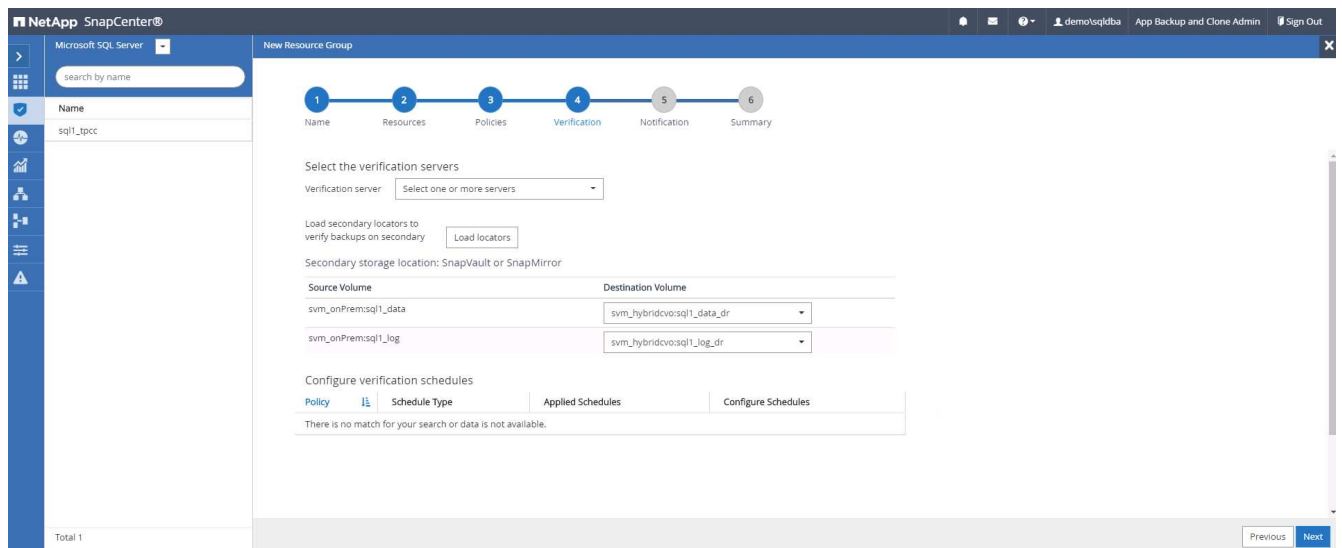 NetApp SnapCenter®
demo\sqldba App Backup and Clone Admin Sign Out
Microsoft SQL Server
New Resource Group
search by name
Name
sql1_tpcc
1 2 3 4 5 6
Name Resources Policies Verification Notification Summary
Select the verification servers
Verification server Select one or more servers
Load secondary locators to
verify backups on secondary Load locators
Secondary storage location: SnapVault or SnapMirror
Source Volume Destination Volume
svm_onPrem:sql1_data svm_hybridcvo:sql1_data_dr
svm_onPrem:sql1_log svm_hybridcvo:sql1_log_dr
Configure verification schedules
Policy Schedule Type Applied Schedules Configure Schedules
There is no match for your search or data is not available.
Total 1
Previous Next